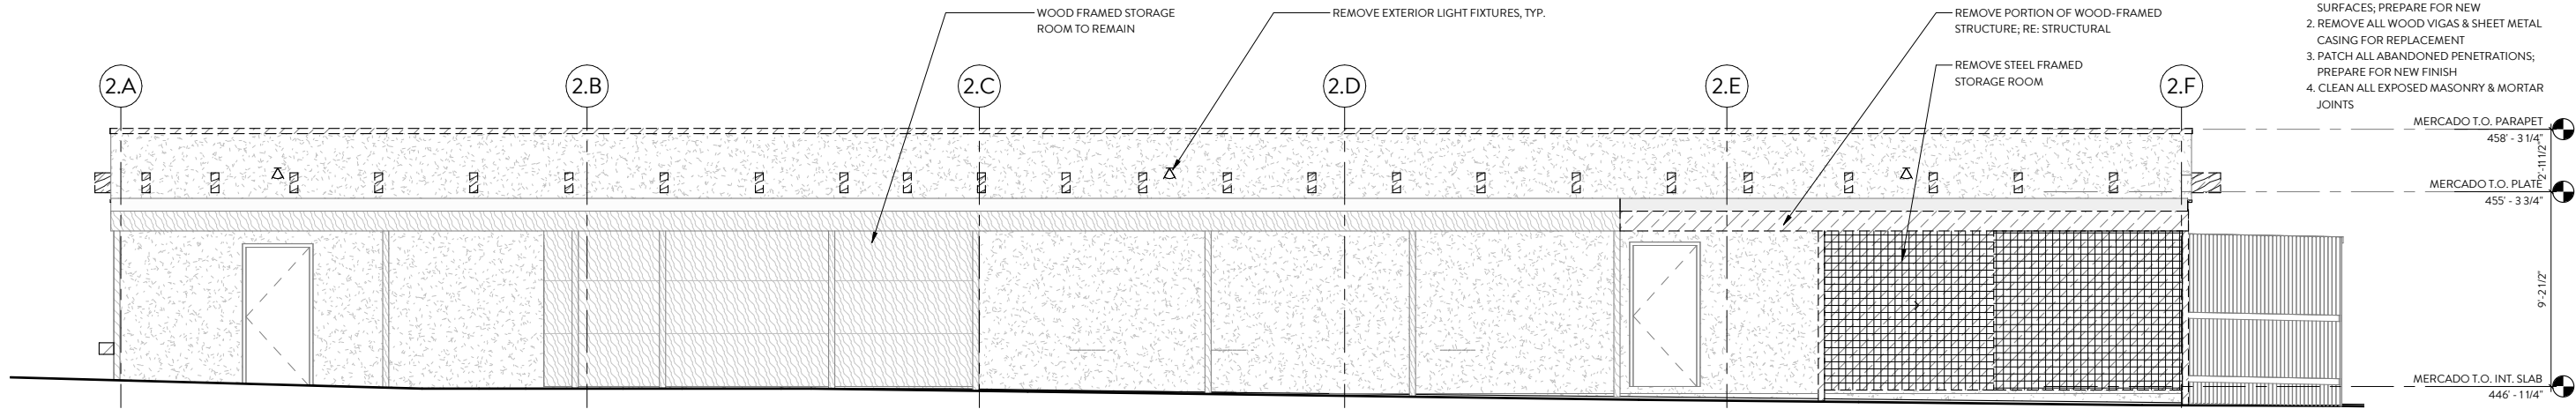 WOOD FRAMED STORAGE
ROOM TO REMAIN
REMOVE EXTERIOR LIGHT FIXTURES, TYP.
REMOVE PORTION OF WOOD-FRAMED
STRUCTURE; RE: STRUCTURAL
REMOVE STEEL FRAMED
STORAGE ROOM
SURFACES; PREPARE FOR NEW
2. REMOVE ALL WOOD VIGAS & SHEET METAL
CASING FOR REPLACEMENT
3. PATCH ALL ABANDONED PENETRATIONS;
PREPARE FOR NEW FINISH
4. CLEAN ALL EXPOSED MASONRY & MORTAR
JOINTS
2.A
2.B
2.C
2.D
2.E
2.F
MERCADO T.O. PARAPET
458' - 3 1/4"
2'-11 1/2"
MERCADO T.O. PLATE
455' - 3 3/4"
9'-2 1/2"
MERCADO T.O. INT. SLAB
446' - 1 1/4"